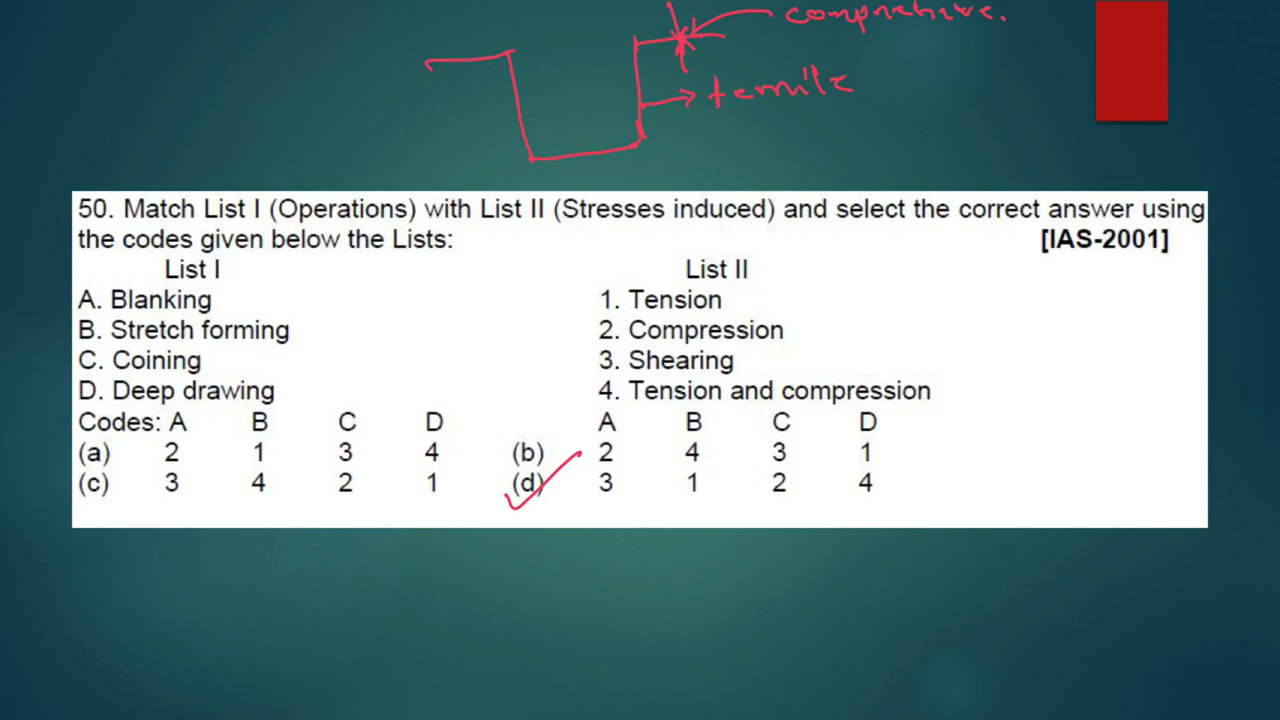 comprehensive.
tensile
50. Match List I (Operations) with List II (Stresses induced) and select the correct answer using
the codes given below the Lists: [IAS-2001]
List I List II
A. Blanking 1. Tension
B. Stretch forming 2. Compression
C. Coining 3. Shearing
D. Deep drawing 4. Tension and compression
Codes: A B C D A B C D
(a) 2 1 3 4 (b) 2 4 3 1
(c) 3 4 2 1 (d) 3 1 2 4